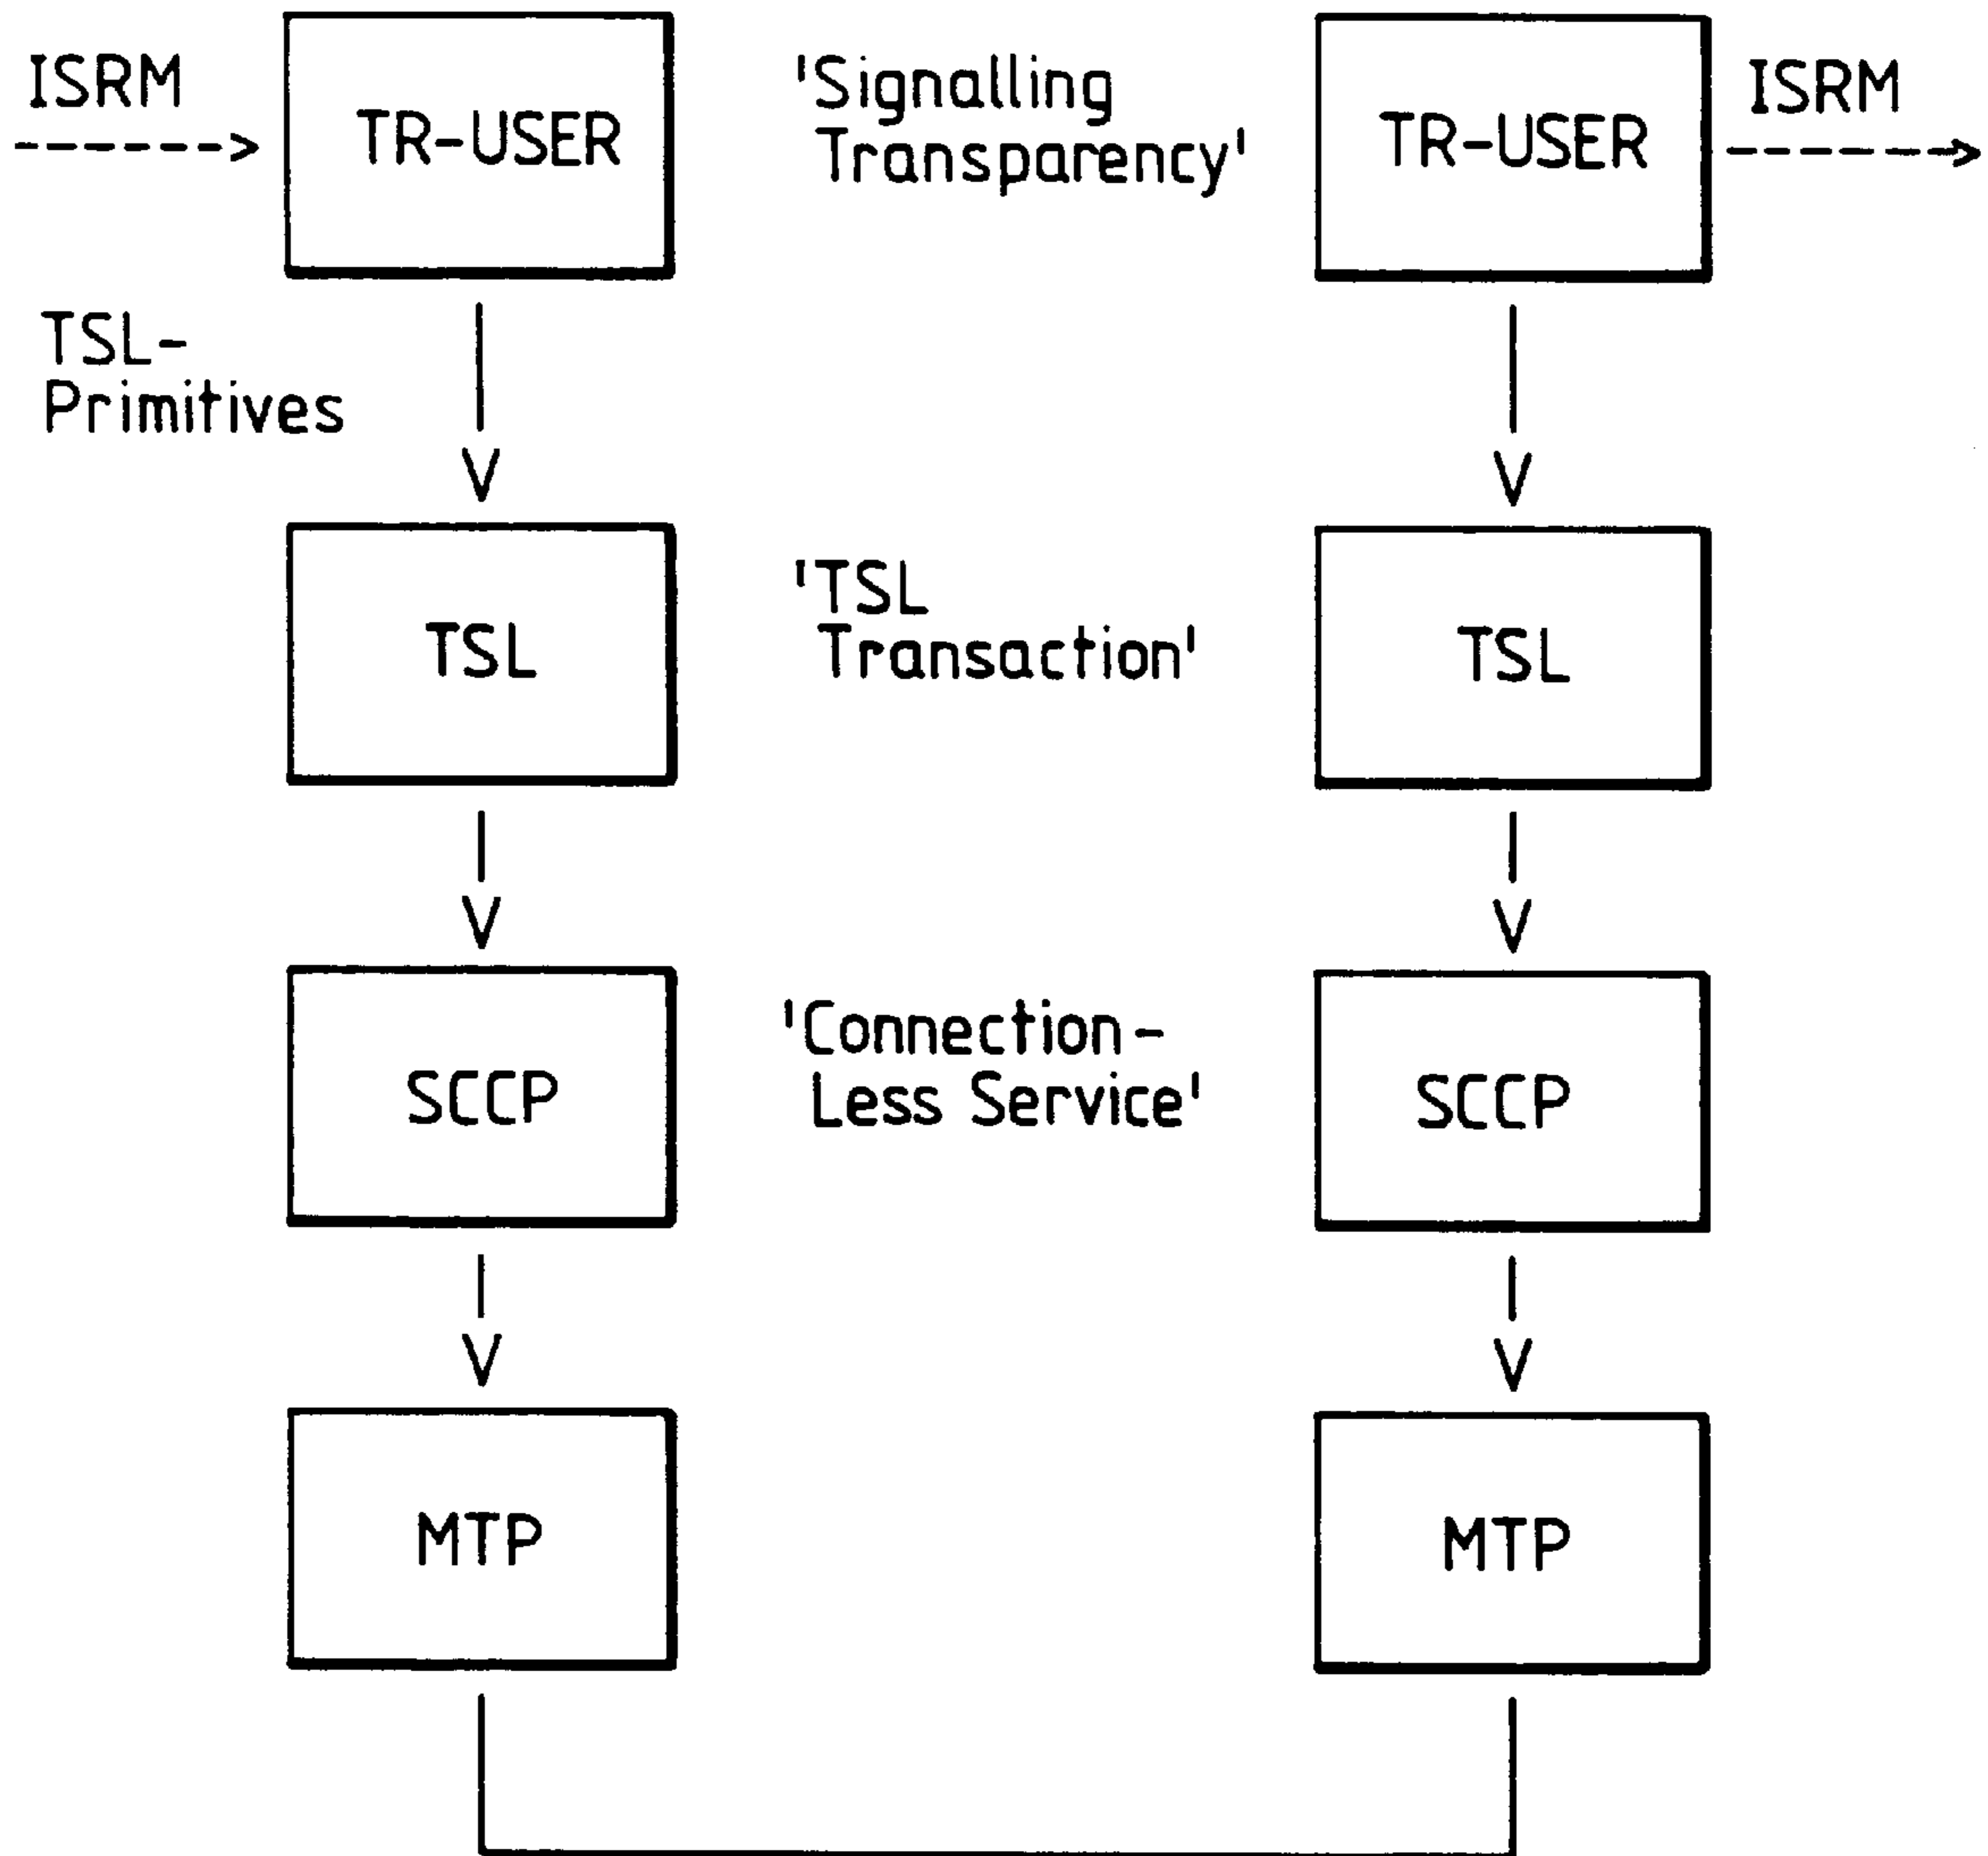 ISRM
TR-USER
'Signalling
Transparency'
TR-USER
ISRM
TSL-
Primitives
TSL
'TSL
Transaction'
TSL
SCCP
'Connection-
Less Service'
SCCP
MTP
MTP